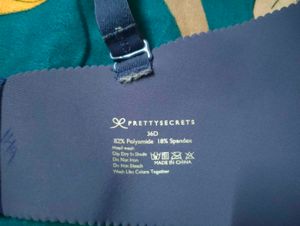 PRETTYSECRETS
36D
82% Polyamide 18% Spandex
Hand wash
Dry Dry In Shade
Do Not Iron
Do Not Bleach
MADE IN CHINA
Wash Like Colors Together